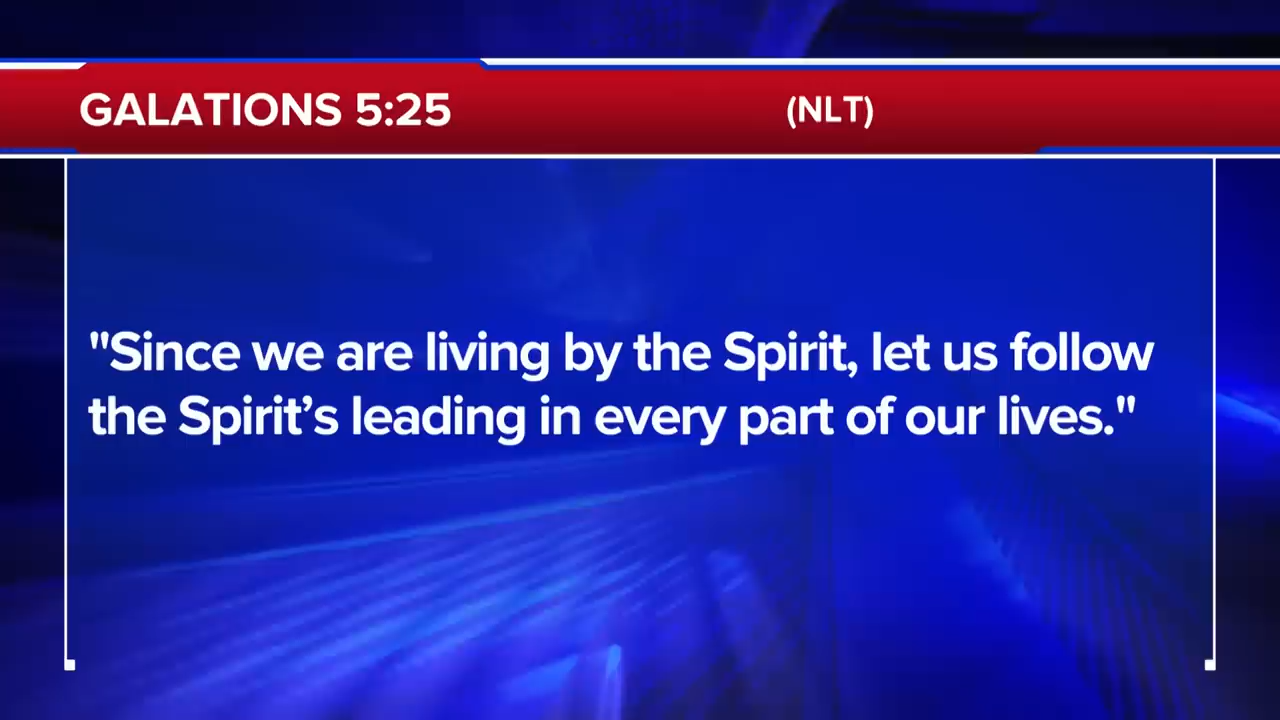 GALATIONS 5:25 (NLT)
"Since we are living by the Spirit, let us follow
the Spirit’s leading in every part of our lives."